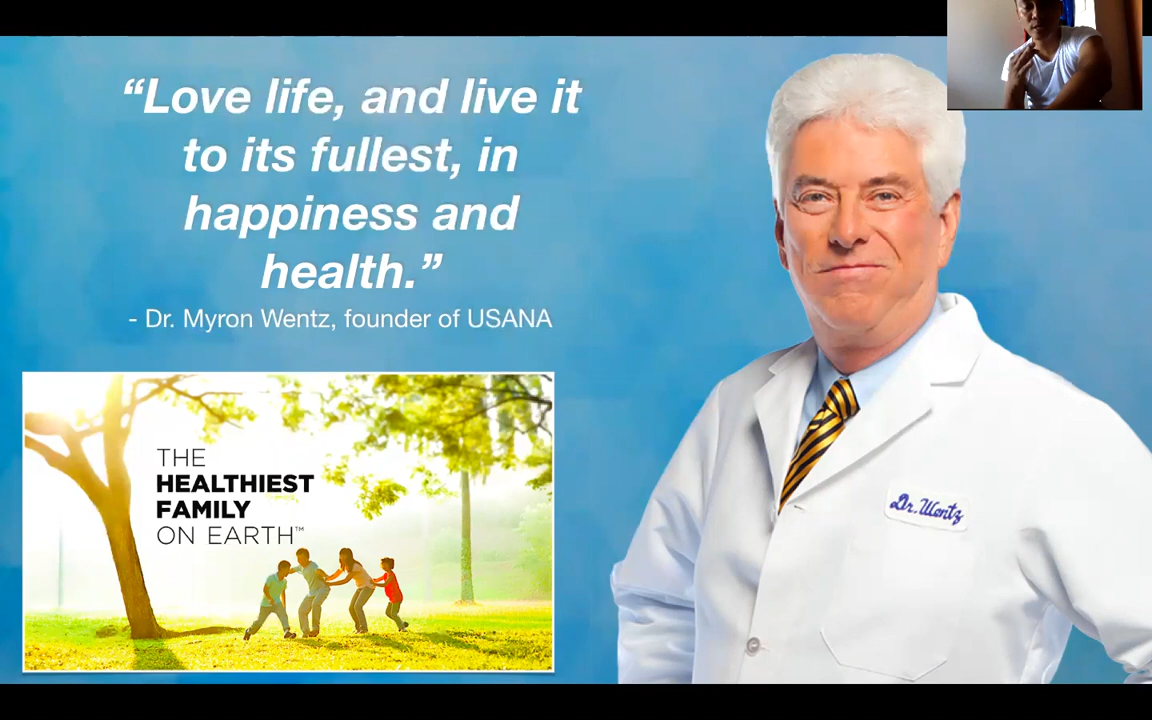 “Love life, and live it
to its fullest, in
happiness and
health.”
- Dr. Myron Wentz, founder of USANA
THE
HEALTHIEST
FAMILY
ON EARTH™
Dr. Wentz